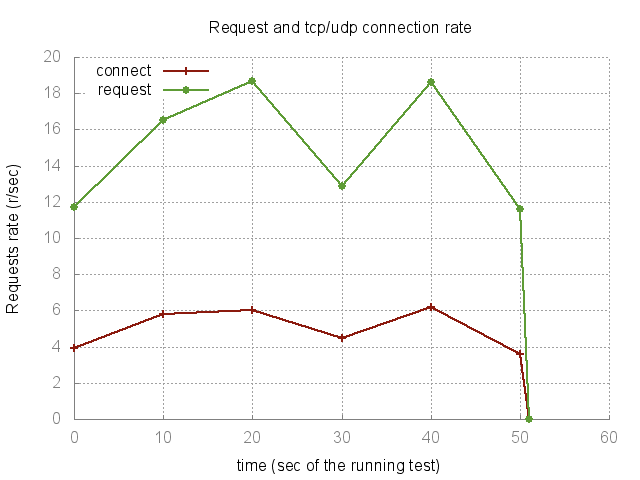 Request and tcp/udp connection rate
20
18
16
14
12
10
8
6
4
2
0
connect
request
Requests rate (r/sec)
0 10 20 30 40 50 60
time (sec of the running test)